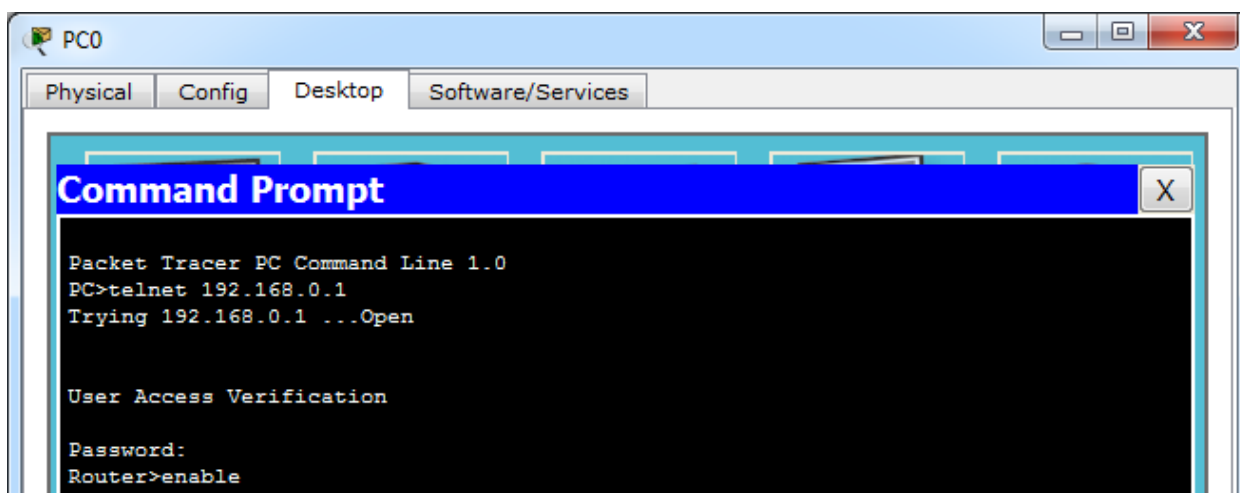 PC0
Physical Config Desktop Software/Services
Command Prompt X
Packet Tracer PC Command Line 1.0
PC>telnet 192.168.0.1
Trying 192.168.0.1 ...Open
User Access Verification
Password:
Router>enable